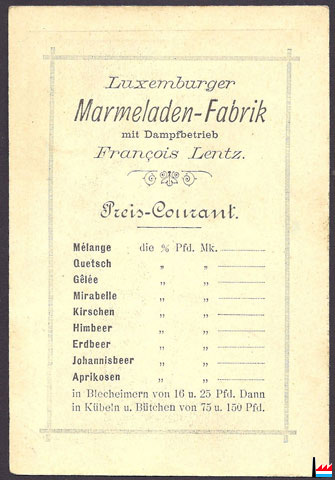 Luxemburger
Marmeladen-Fabrik
mit Dampfbetrieb
François Lentz.
Preis-Courant.
Mélange die % Pfd. Mk.
Quetsch „ „
Gêlée „ „
Mirabelle „ „
Kirschen „ „
Himbeer „ „
Erdbeer „ „
Johannisbeer „ „
Aprikosen „ „
in Blecheimern von 16 u. 25 Pfd. Dann
in Kübeln u. Bütchen von 75 u. 150 Pfd.